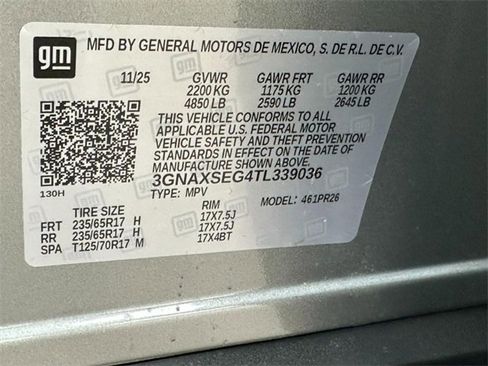 gm
MFD BY GENERAL MOTORS DE MEXICO, S. DE R.L. DE C.V.
11/25 GVWR GAWR FRT GAWR RR
2200 KG 1175 KG 1200 KG
4850 LB 2590 LB 2645 LB
THIS VEHICLE CONFORMS TO ALL
APPLICABLE U.S. FEDERAL MOTOR
VEHICLE SAFETY AND THEFT PREVENTION
STANDARDS IN EFFECT ON THE DATE OF
MANUFACTURE SHOWN ABOVE.
3GNAXSEG4TL339036
130H TYPE: MPV MODEL: 461PR26
TIRE SIZE RIM
FRT 235/65R17 H 17X7.5J
RR 235/65R17 H 17X7.5J
SPA T125/70R17 M 17X4BT